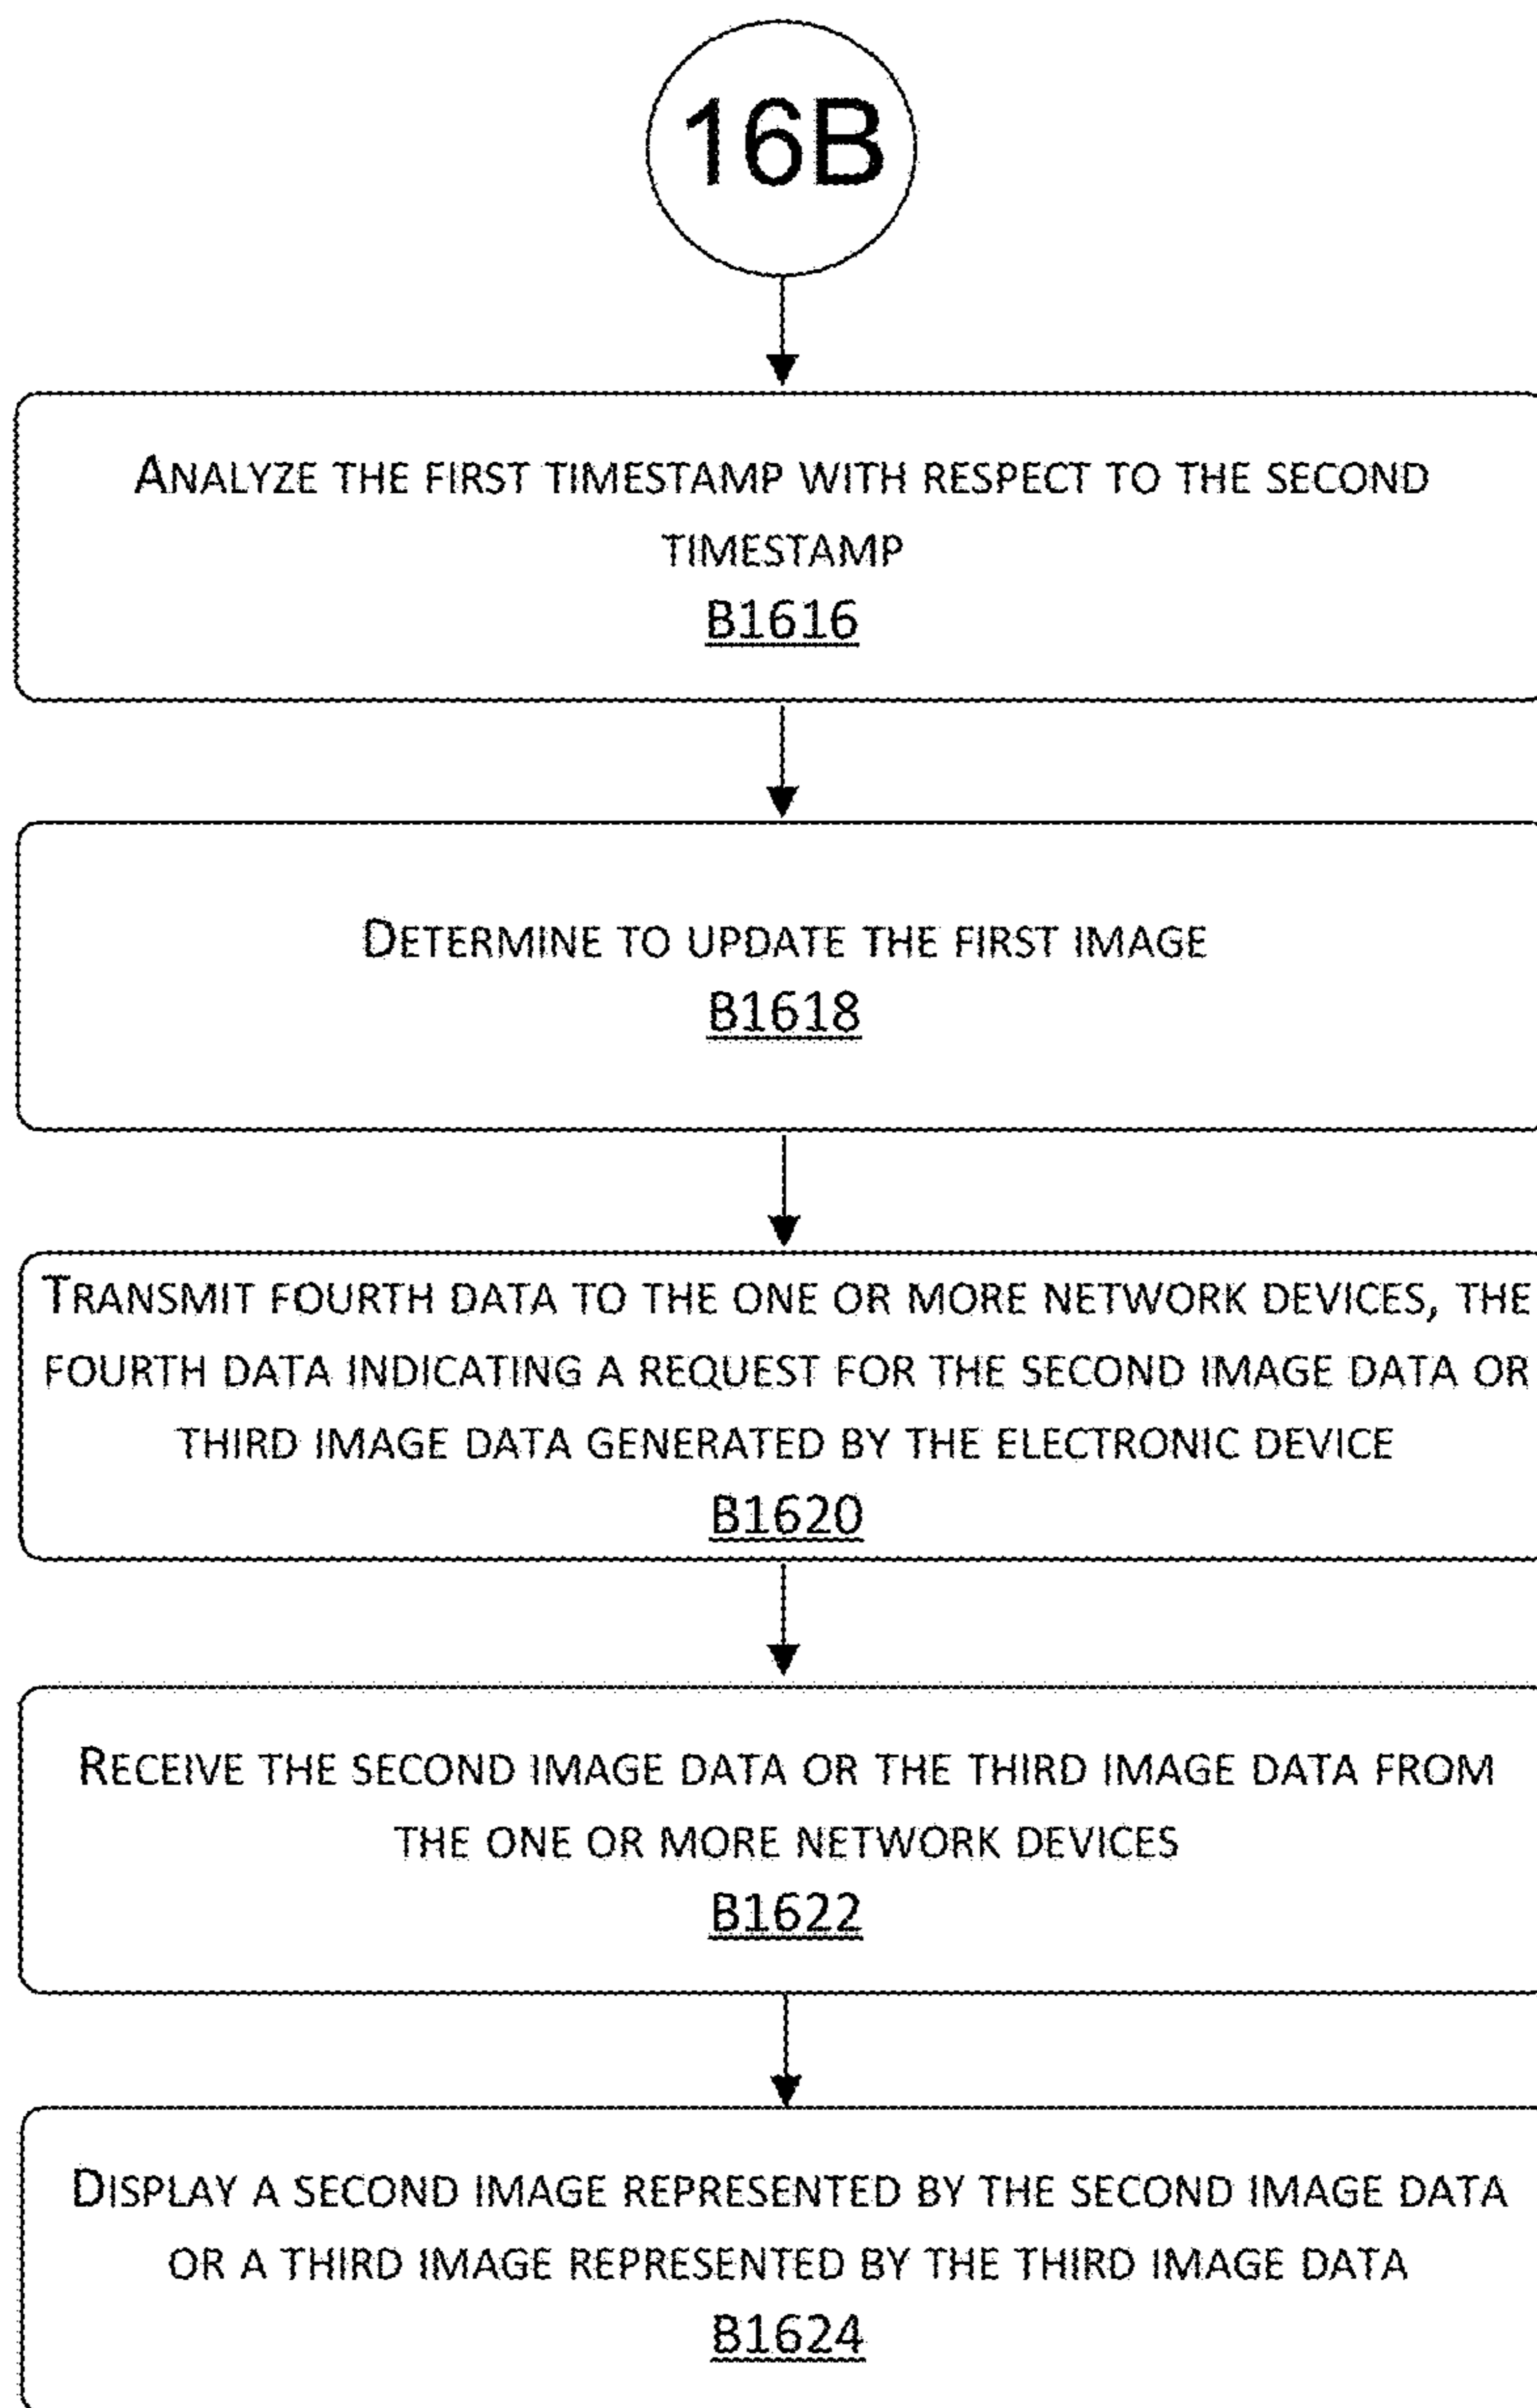 16B
ANALYZE THE FIRST TIMESTAMP WITH RESPECT TO THE SECOND
TIMESTAMP
B1616
DETERMINE TO UPDATE THE FIRST IMAGE
B1618
TRANSMIT FOURTH DATA TO THE ONE OR MORE NETWORK DEVICES, THE
FOURTH DATA INDICATING A REQUEST FOR THE SECOND IMAGE DATA OR
THIRD IMAGE DATA GENERATED BY THE ELECTRONIC DEVICE
B1620
RECEIVE THE SECOND IMAGE DATA OR THE THIRD IMAGE DATA FROM
THE ONE OR MORE NETWORK DEVICES
B1622
DISPLAY A SECOND IMAGE REPRESENTED BY THE SECOND IMAGE DATA
OR A THIRD IMAGE REPRESENTED BY THE THIRD IMAGE DATA
B1624